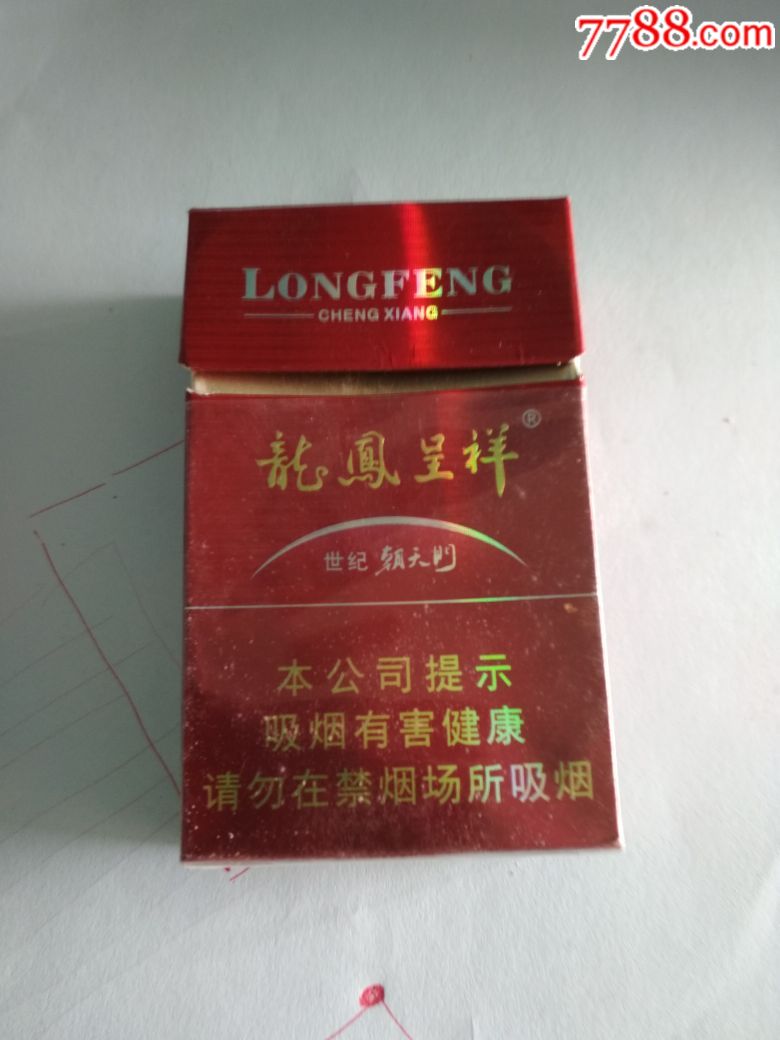 7788.com
LONGFENG
CHENG XIANG
龍鳳呈祥®
世纪 朝天門
本公司提示
吸烟有害健康
请勿在禁烟场所吸烟